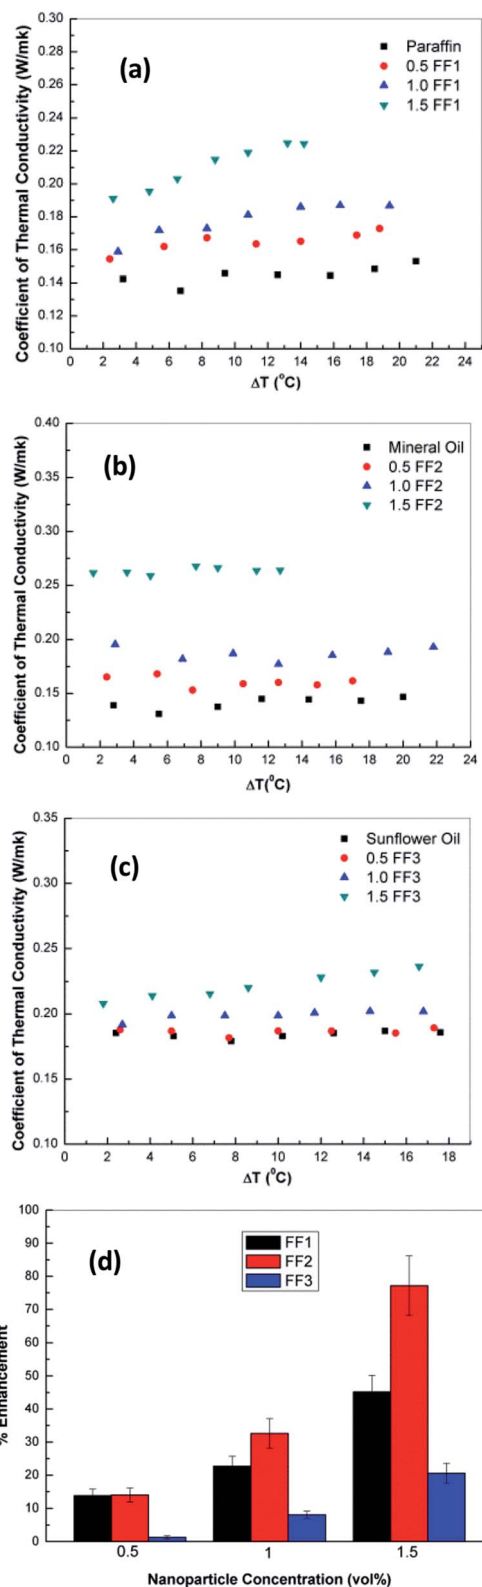 0.30
0.28
0.26
0.24
0.22
0.20
0.18
0.16
0.14
0.12
0.10
Coefficient of Thermal Conductivity (W/mk)
(a)
Paraffin
0.5 FF1
1.0 FF1
1.5 FF1
0 2 4 6 8 10 12 14 16 18 20 22 24
ΔT (°C)
0.40
0.35
0.30
0.25
0.20
0.15
0.10
Coefficient of Thermal Conductivity (W/mk)
(b)
Mineral Oil
0.5 FF2
1.0 FF2
1.5 FF2
0 2 4 6 8 10 12 14 16 18 20 22 24
ΔT(°C)
0.35
0.30
0.25
0.20
0.15
0.10
Coefficient of Thermal Conductivity (W/mk)
(c)
Sunflower Oil
0.5 FF3
1.0 FF3
1.5 FF3
0 2 4 6 8 10 12 14 16 18
ΔT (°C)
100
90
80
70
60
50
40
30
20
10
0
% Enhancement
(d)
FF1
FF2
FF3
0.5 1 1.5
Nanoparticle Concentration (vol%)